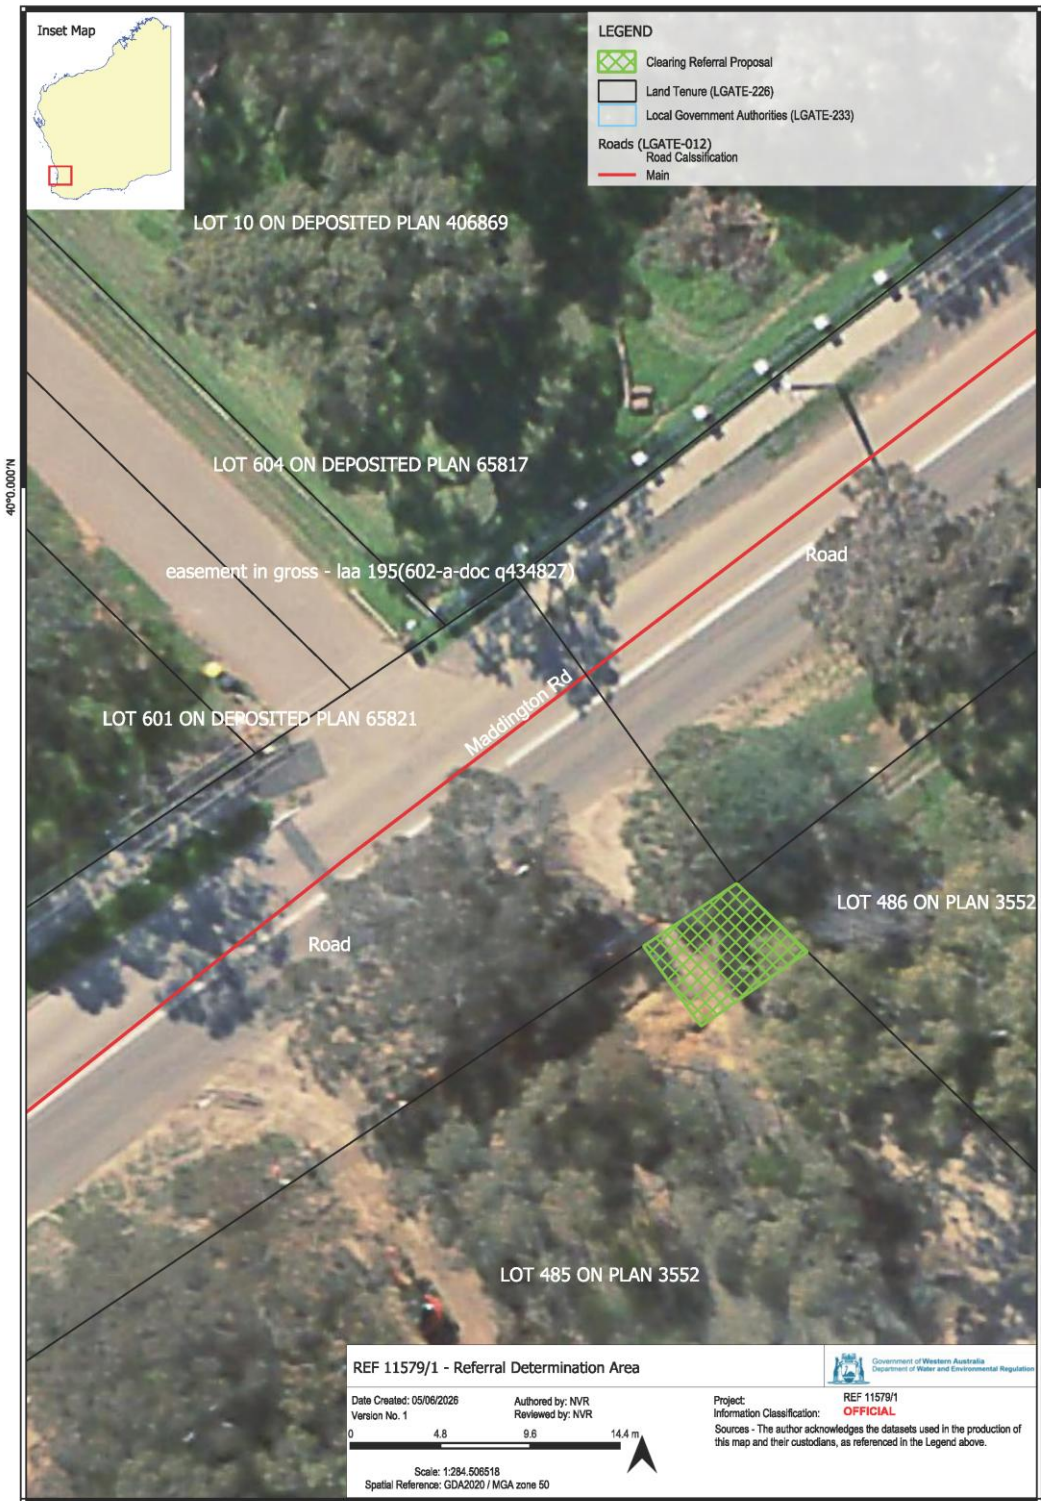 Inset Map
LEGEND
Clearing Referral Proposal
Land Tenure (LGATE-226)
Local Government Authorities (LGATE-233)
Roads (LGATE-012)
Road Calssification
Main
LOT 10 ON DEPOSITED PLAN 406869
LOT 604 ON DEPOSITED PLAN 65817
40°0.000'N
Road
easement in gross - laa 195(602-a-doc q434827)
Maddington Rd
LOT 601 ON DEPOSITED PLAN 65821
LOT 486 ON PLAN 3552
Road
LOT 485 ON PLAN 3552
REF 11579/1 - Referral Determination Area
Government of Western Australia
Department of Water and Environmental Regulation
Date Created: 05/06/2026
Version No. 1
Authored by: NVR
Reviewed by: NVR
Project: REF 11579/1
Information Classification: OFFICIAL
Sources - The author acknowledges the datasets used in the production of
this map and their custodians, as referenced in the Legend above.
0 4.8 9.6 14.4 m
Scale: 1:284.506518
Spatial Reference: GDA2020 / MGA zone 50